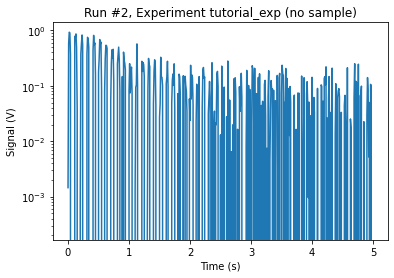 Run #2, Experiment tutorial_exp (no sample)
Signal (V)
10⁰
10⁻¹
10⁻²
10⁻³
0 1 2 3 4 5
Time (s)